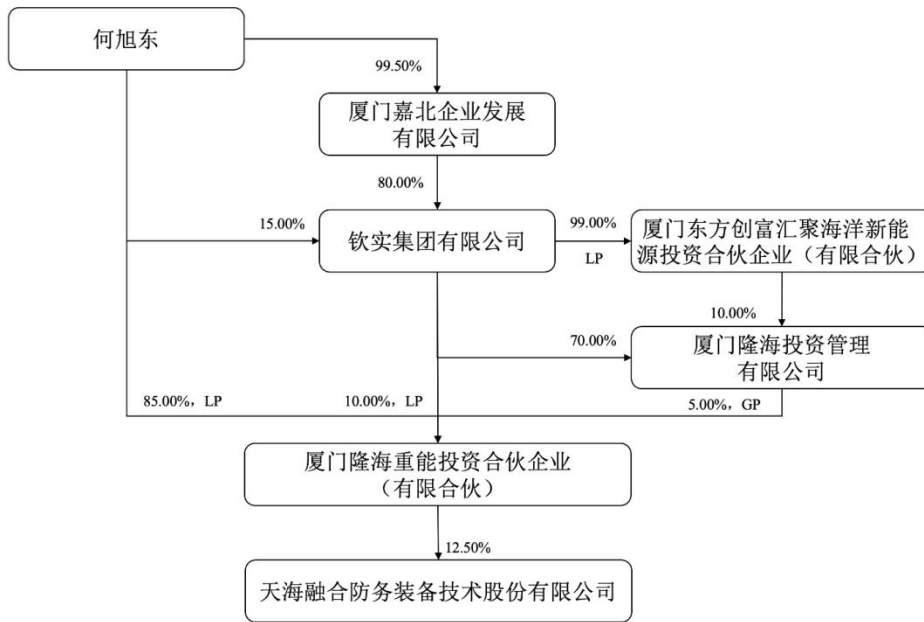 何旭东
99.50%
厦门嘉北企业发展
有限公司
80.00%
15.00%
钦实集团有限公司
99.00%
LP
厦门东方创富汇聚海洋新能
源投资合伙企业（有限合伙）
10.00%
70.00%
厦门隆海投资管理
有限公司
85.00%，LP
10.00%，LP
5.00%，GP
厦门隆海重能投资合伙企业
（有限合伙）
12.50%
天海融合防务装备技术股份有限公司